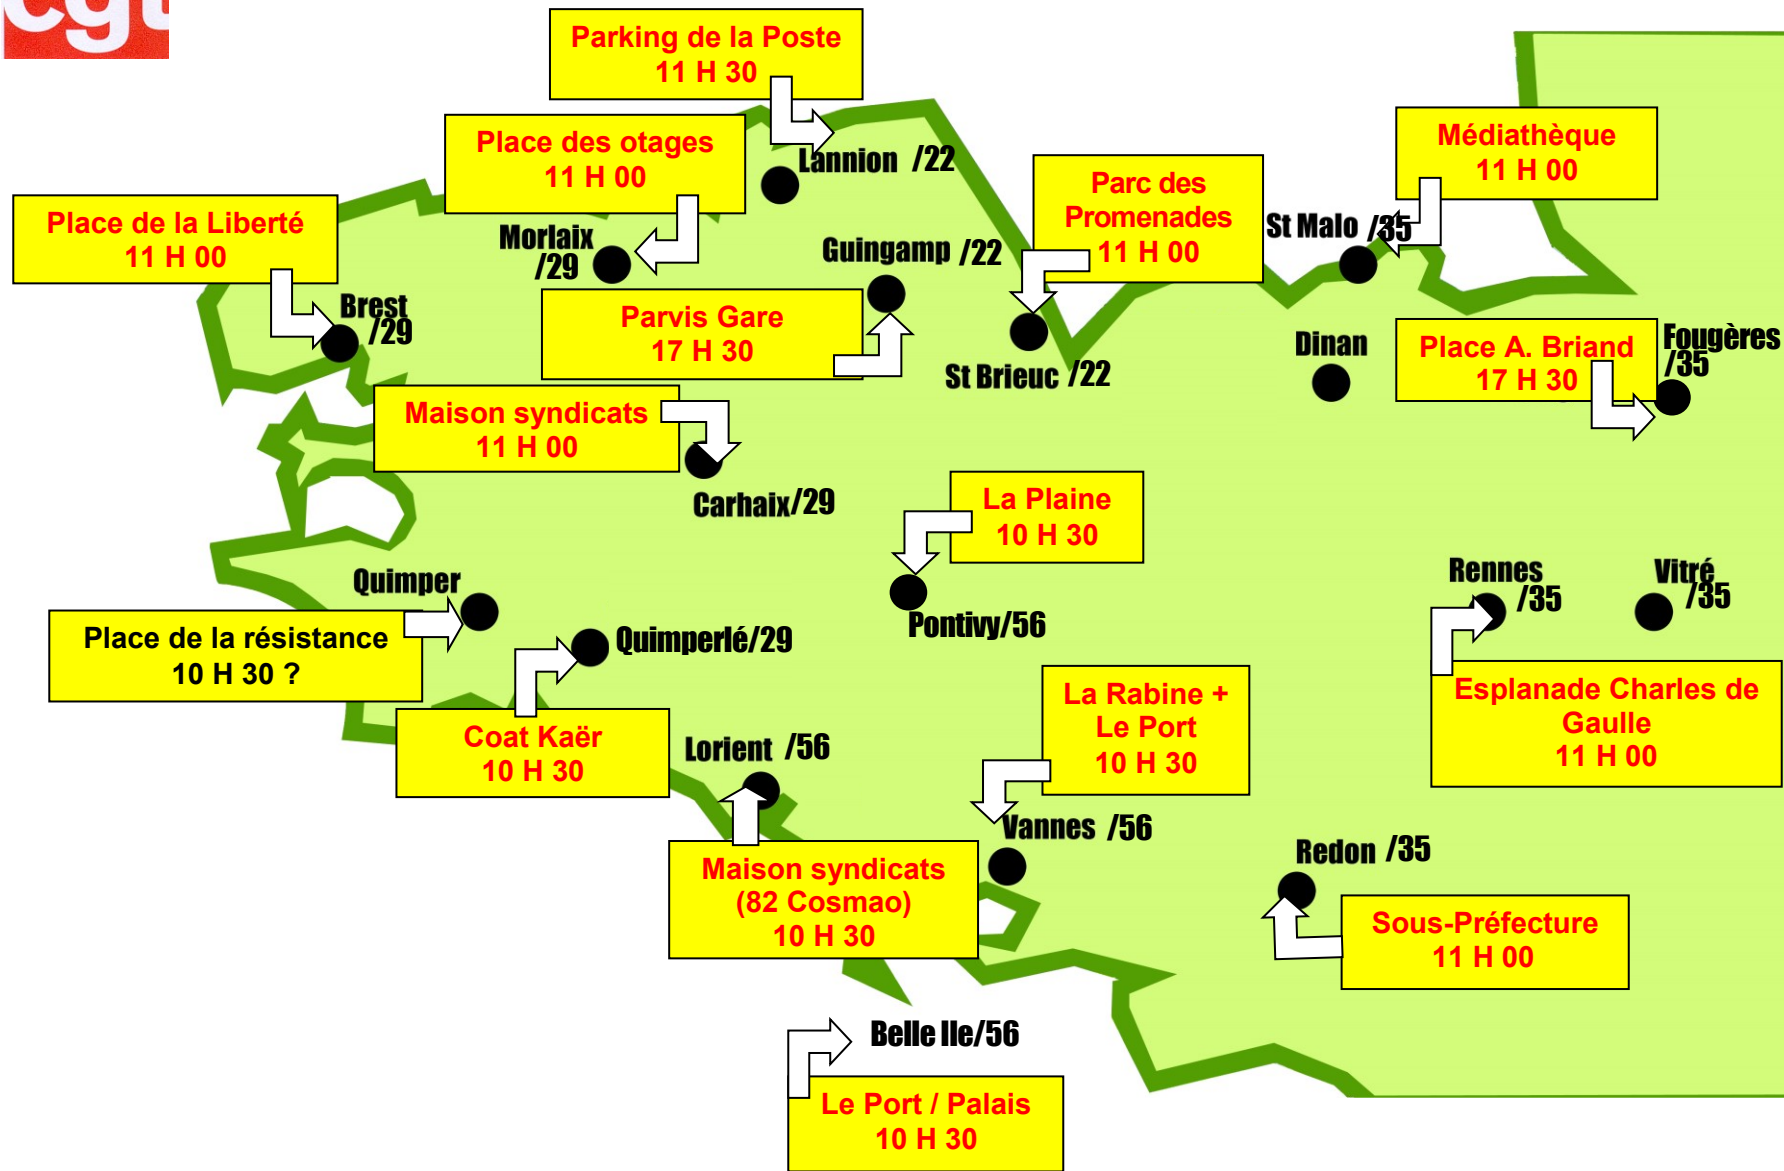 cgt
Parking de la Poste
11 H 30
Place des otages
11 H 00
Médiathèque
11 H 00
Lannion /22
Parc des
Promenades
11 H 00
Place de la Liberté
11 H 00
Morlaix
/29
St Malo /35
Guingamp /22
Brest
/29
Parvis Gare
17 H 30
St Brieuc /22
Dinan
Place A. Briand
17 H 30
Fougères
/35
Maison syndicats
11 H 00
Carhaix/29
La Plaine
10 H 30
Quimper
Rennes
/35
Vitré
/35
Place de la résistance
10 H 30 ?
Quimperlé/29
Pontivy/56
Coat Kaër
10 H 30
Lorient /56
La Rabine +
Le Port
10 H 30
Esplanade Charles de
Gaulle
11 H 00
Vannes /56
Redon /35
Maison syndicats
(82 Cosmao)
10 H 30
Sous-Préfecture
11 H 00
Belle Ile/56
Le Port / Palais
10 H 30